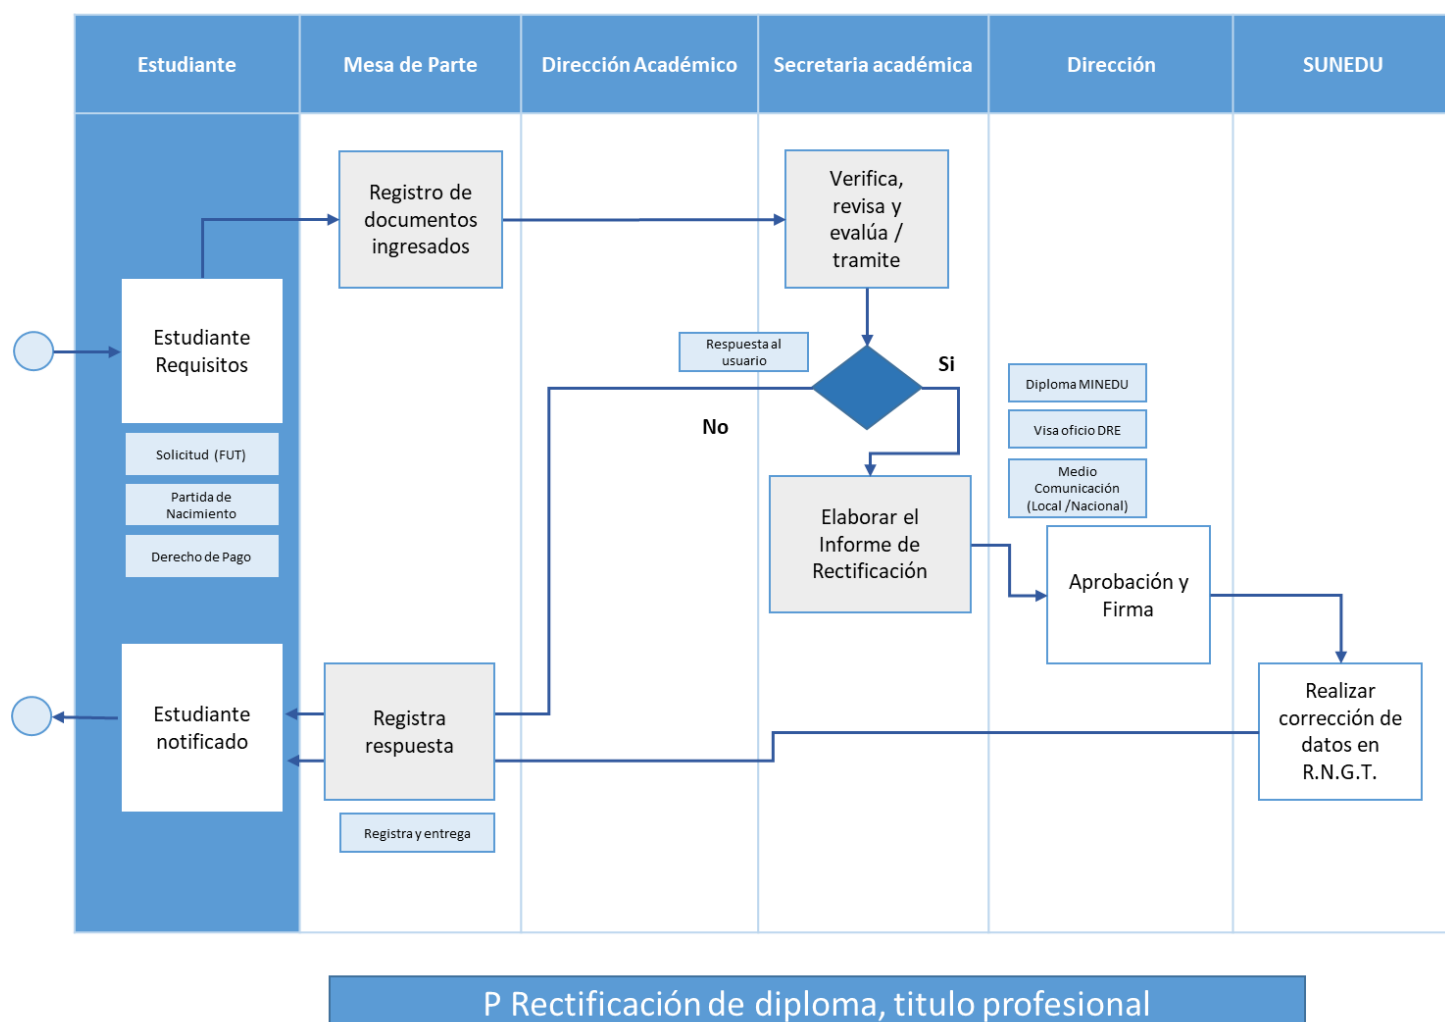 Estudiante
Mesa de Parte
Dirección Académico
Secretaria académica
Dirección
SUNEDU
Registro de
documentos
ingresados
Verifica,
revisa y
evalúa /
tramite
Estudiante
Requisitos
Respuesta al
usuario
Si
No
Diploma MINEDU
Visa oficio DRE
Medio
Comunicación
(Local /Nacional)
Solicitud (FUT)
Partida de
Nacimiento
Derecho de Pago
Elaborar el
Informe de
Rectificación
Aprobación y
Firma
Estudiante
notificado
Registra
respuesta
Realizar
corrección de
datos en
R.N.G.T.
Registra y entrega
P Rectificación de diploma, titulo profesional